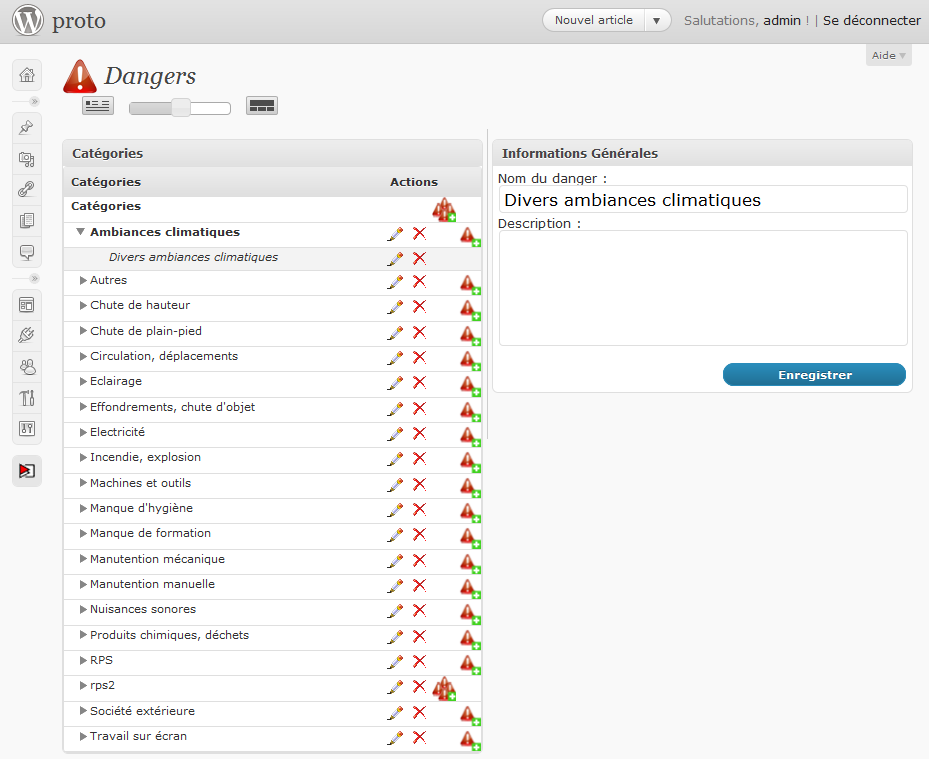 proto
Nouvel article ▼ Salutations, admin ! | Se déconnecter
Aide ▼
Dangers
Catégories
Catégories Actions
Catégories
Ambiances climatiques
Divers ambiances climatiques
Autres
Chute de hauteur
Chute de plain-pied
Circulation, déplacements
Eclairage
Effondrements, chute d'objet
Electricité
Incendie, explosion
Machines et outils
Manque d'hygiène
Manque de formation
Manutention mécanique
Manutention manuelle
Nuisances sonores
Produits chimiques, déchets
RPS
rps2
Société extérieure
Travail sur écran
Informations Générales
Nom du danger :
Divers ambiances climatiques
Description :
Enregistrer